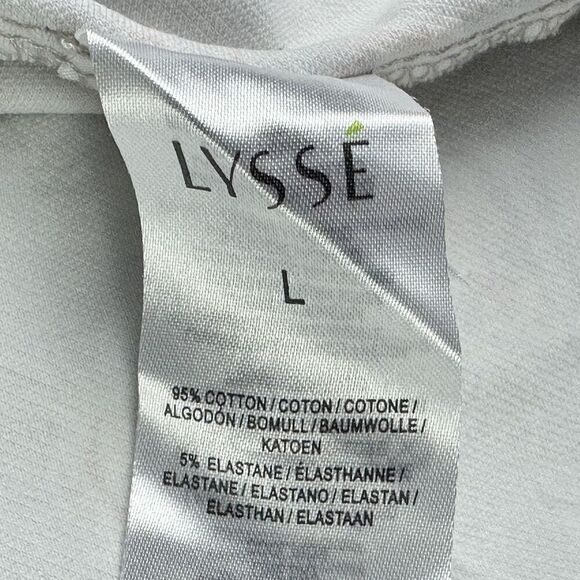 LYSSÉ
L
95% COTTON / COTON / COTONE /
ALGODÓN / BOMULL / BAUMWOLLE /
KATOEN
5% ELASTANE / ÉLASTHANNE /
ELASTANE / ELASTANO / ELASTAN /
ELASTHAN / ELASTAAN